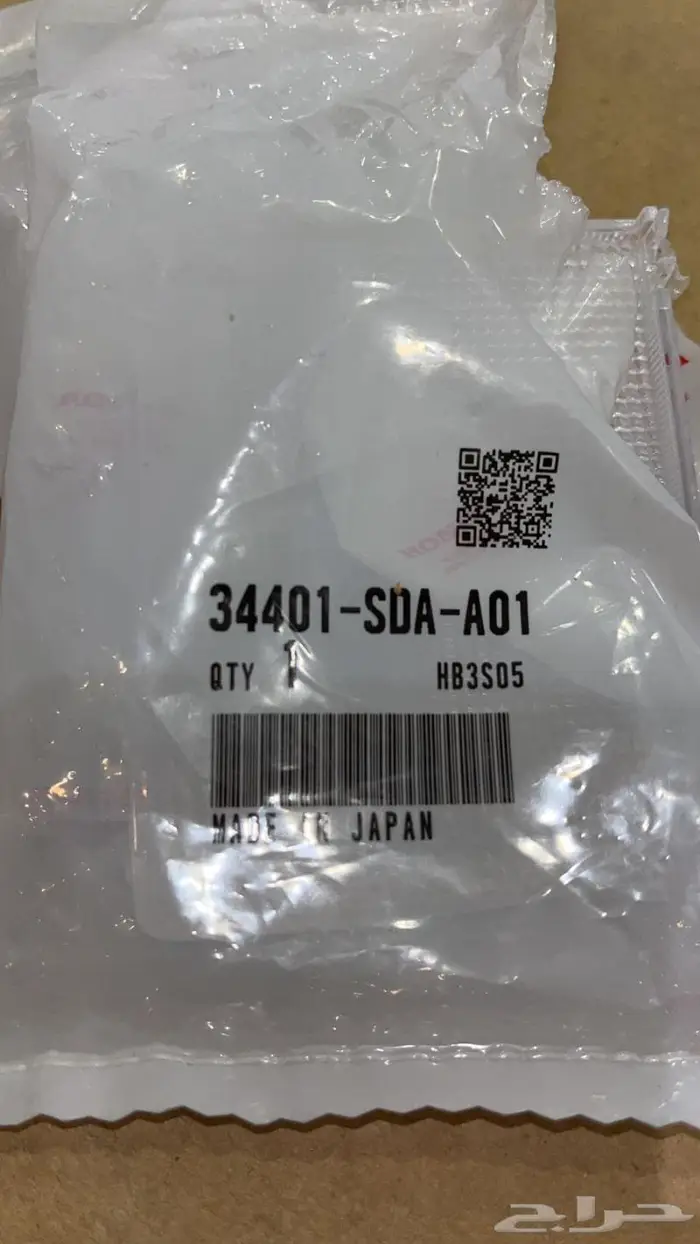 34401-SDA-A01
QTY 1 HB3S05
MADE IN JAPAN
حراج